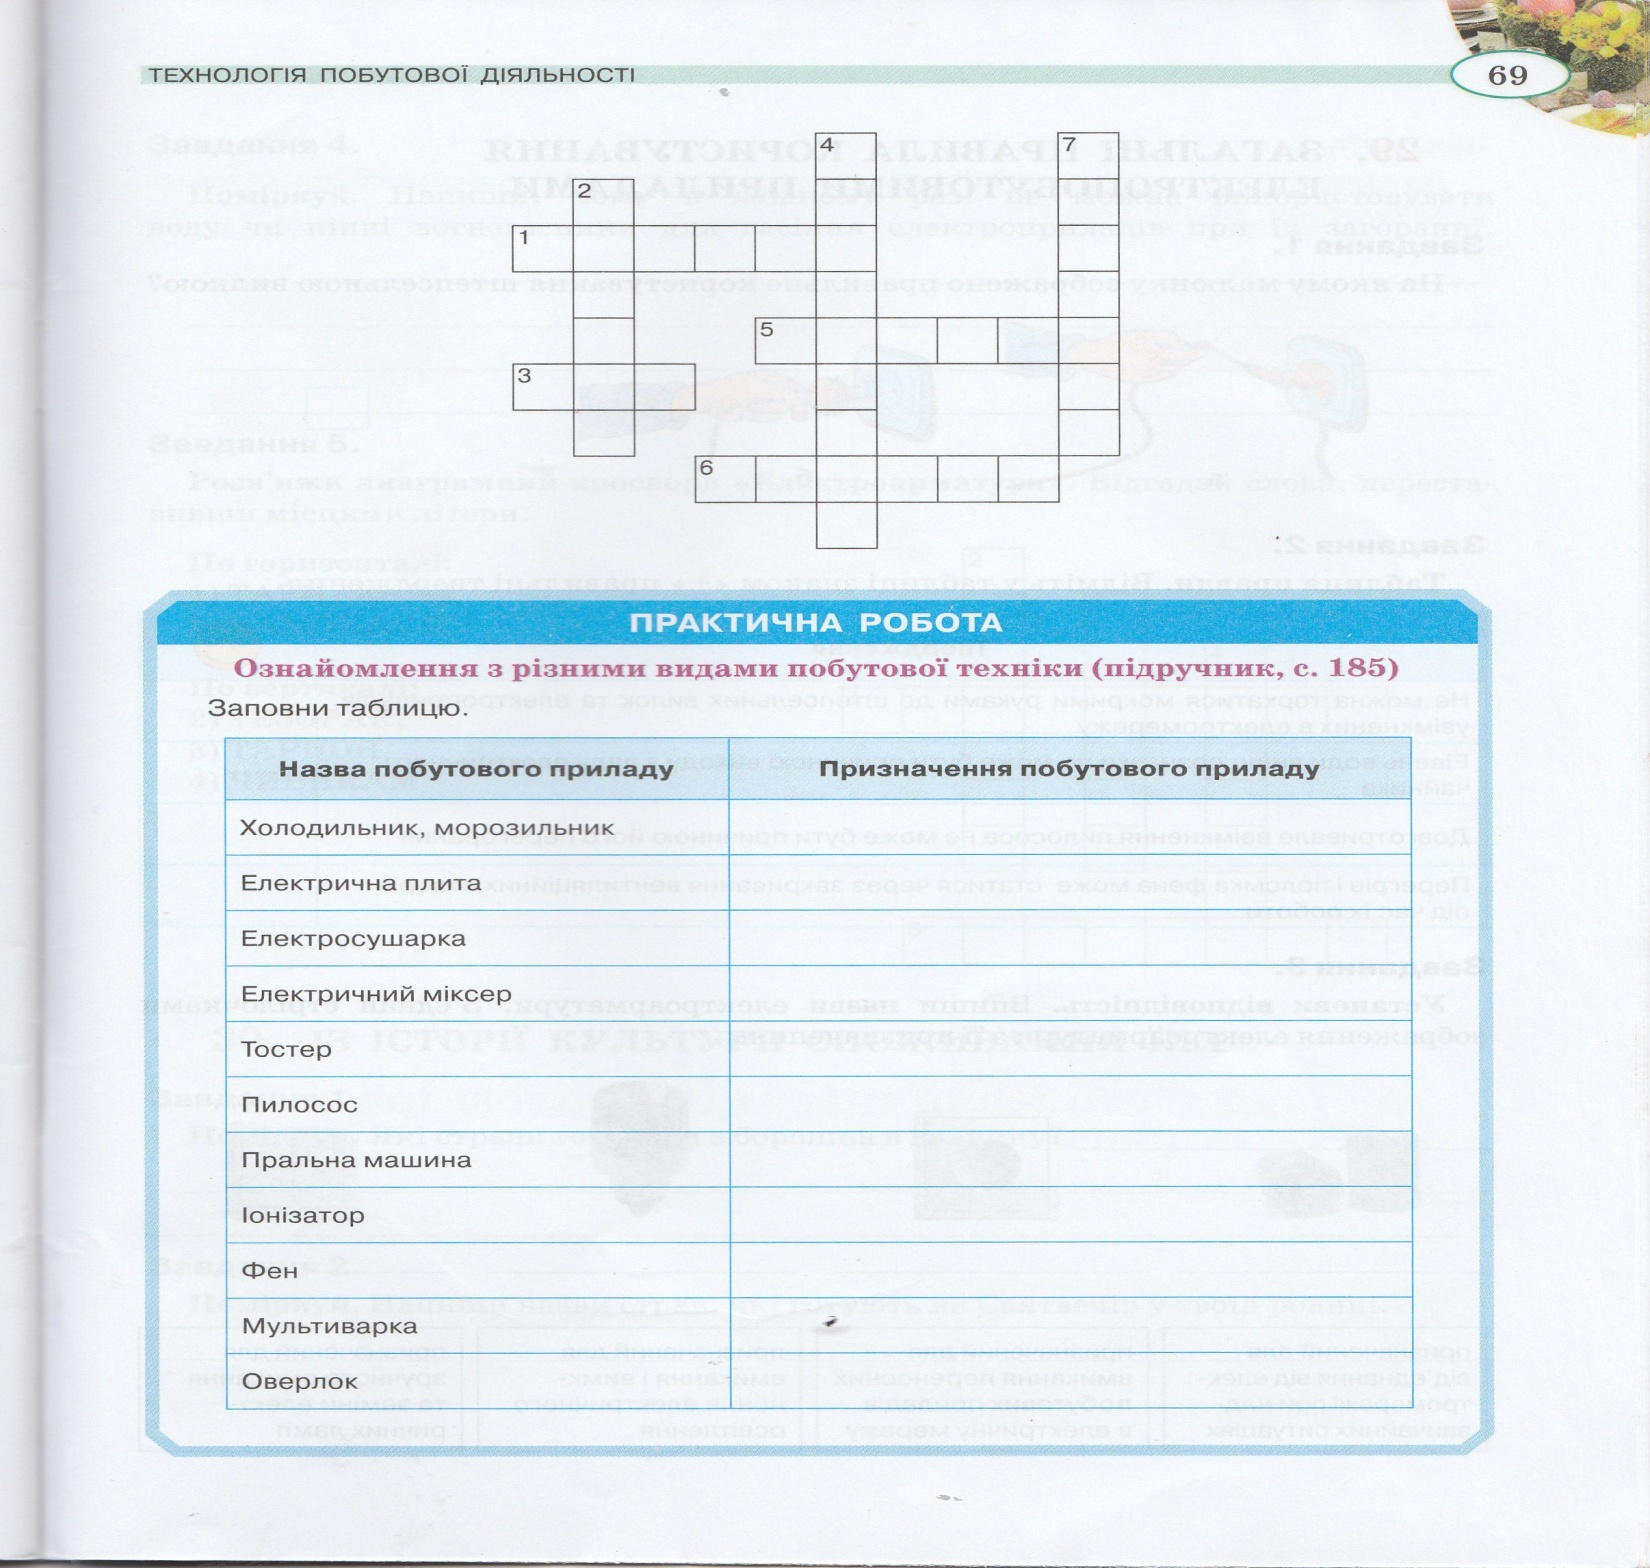 ТЕХНОЛОГІЯ ПОБУТОВОЇ ДІЯЛЬНОСТІ
69
4
7
2
1
5
3
6
ПРАКТИЧНА РОБОТА
Ознайомлення з різними видами побутової техніки (підручник, с. 185)
Заповни таблицю.
Назва побутового приладу
Призначення побутового приладу
Холодильник, морозильник
Електрична плита
Електросушарка
Електричний міксер
Тостер
Пилосос
Пральна машина
Іонізатор
Фен
Мультиварка
Оверлок